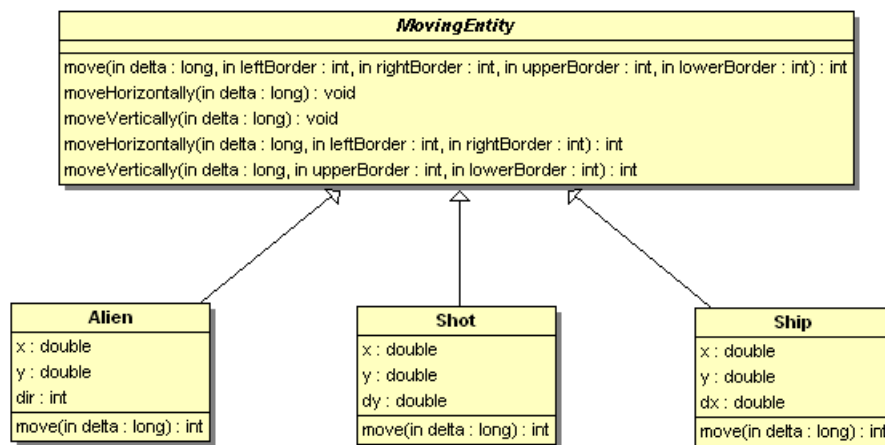 MovingEntity
move(in delta : long, in leftBorder : int, in rightBorder : int, in upperBorder : int, in lowerBorder : int) : int
moveHorizontally(in delta : long) : void
moveVertically(in delta : long) : void
moveHorizontally(in delta : long, in leftBorder : int, in rightBorder : int) : int
moveVertically(in delta : long, in upperBorder : int, in lowerBorder : int) : int
Alien
x : double
y : double
dir : int
move(in delta : long) : int
Shot
x : double
y : double
dy : double
move(in delta : long) : int
Ship
x : double
y : double
dx : double
move(in delta : long) : int